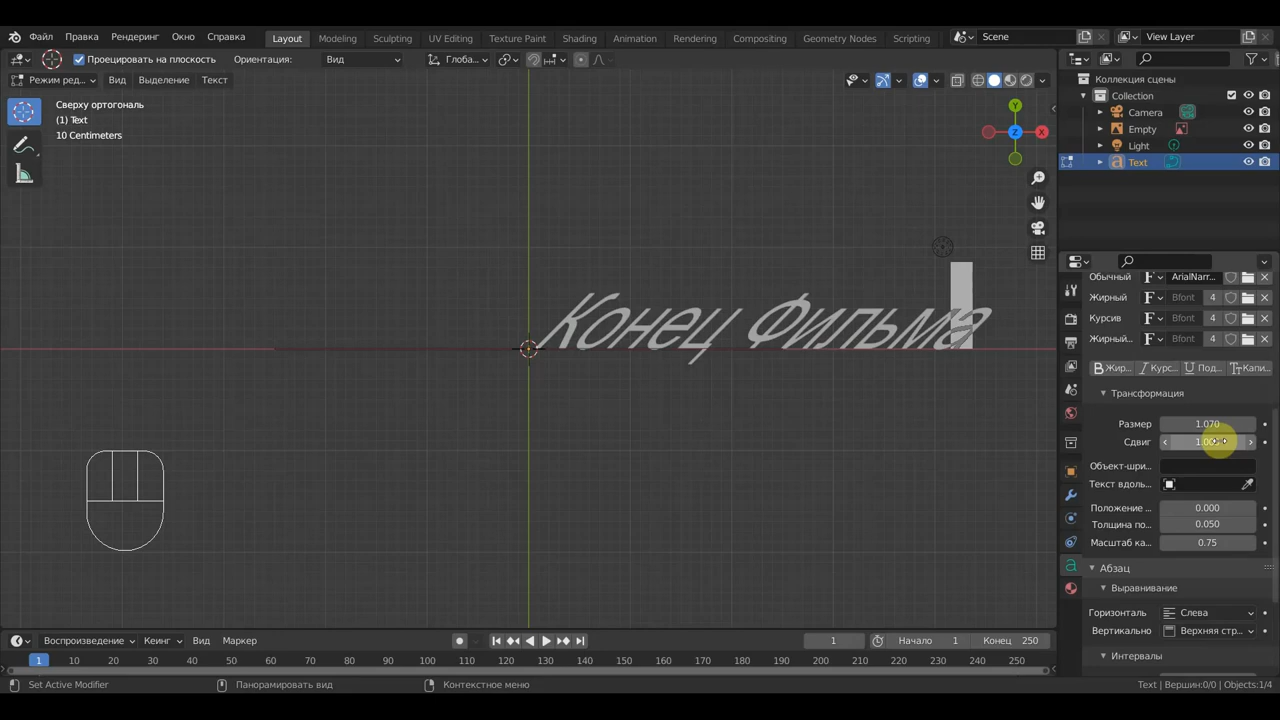 Файл Правка Рендеринг Окно Справка Layout Modeling Sculpting UV Editing Texture Paint Shading Animation Rendering Compositing Geometry Nodes Scripting Scene View Layer
Проецировать на плоскость Ориентация: Вид Глоба...
Режим ред... Вид Выделение Текст
Сверху ортогональ
(1) Text
10 Centimeters
Y
Z
X
Конец Фильма
Коллекция сцены
Collection
Camera
Empty
Light
Text
Обычный ArialNarr...
Жирный Bfont 4
Курсив Bfont 4
Жирный... Bfont 4
B Жир... I Курс... U Под... Капи...
Трансформация
Размер 1.070
Сдвиг
Объект-шри...
Текст вдоль...
Положение ... 0.000
Толщина по... 0.050
Масштаб ка... 0.75
Абзац
Выравнивание
Горизонталь Слева
Вертикально Верхняя стр...
Интервалы
Воспроизведение Кеинг Вид Маркер 1 Начало 1 Конец 250
1 10 20 30 40 50 60 70 80 90 100 110 120 130 140 150 160 170 180 190 200 210 220 230 240 250
Set Active Modifier Панорамировать вид Контекстное меню Text | Вершин:0/0 | Objects:1/4